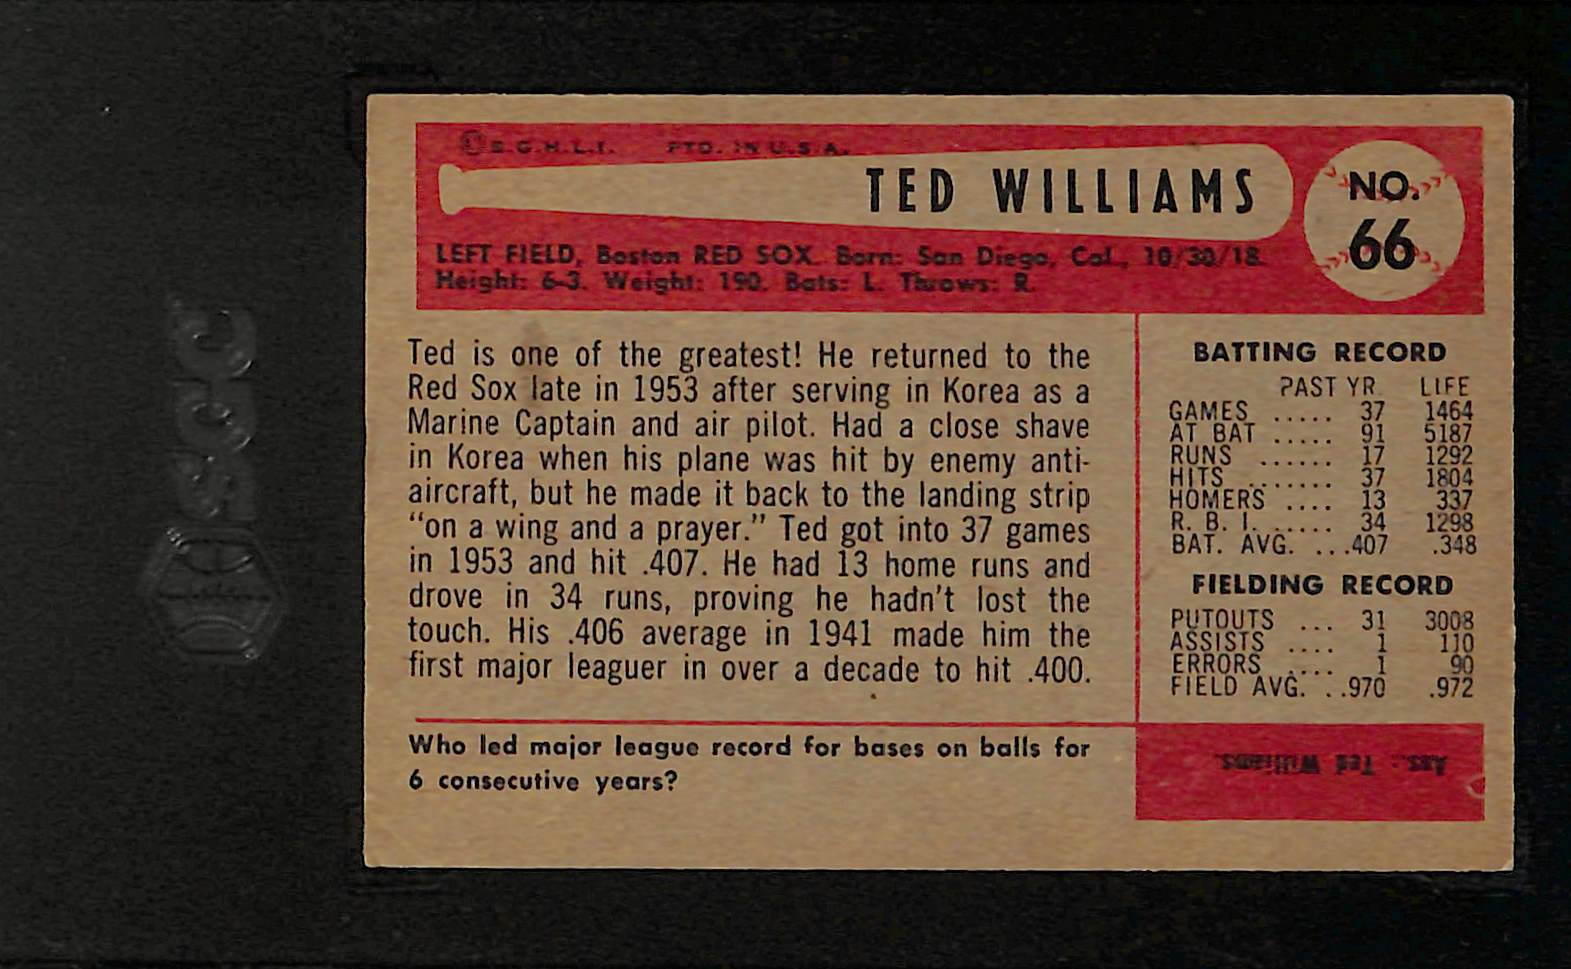 ©B.G.H.L.I. PTD. IN U.S.A.
TED WILLIAMS
NO.
66
LEFT FIELD, Boston RED SOX. Born: San Diego, Cal., 10/30/18.
Height: 6-3. Weight: 190. Bats: L. Throws: R.
Ted is one of the greatest! He returned to the
Red Sox late in 1953 after serving in Korea as a
Marine Captain and air pilot. Had a close shave
in Korea when his plane was hit by enemy anti-
aircraft, but he made it back to the landing strip
“on a wing and a prayer.” Ted got into 37 games
in 1953 and hit .407. He had 13 home runs and
drove in 34 runs, proving he hadn't lost the
touch. His .406 average in 1941 made him the
first major leaguer in over a decade to hit .400.
BATTING RECORD
PAST YR. LIFE
GAMES ..... 37 1464
AT BAT ..... 91 5187
RUNS ...... 17 1292
HITS ........ 37 1804
HOMERS .... 13 337
R. B. I. ...... 34 1298
BAT. AVG. ...407 .348
FIELDING RECORD
PUTOUTS ... 31 3008
ASSISTS .... 1 110
ERRORS .... 1 90
FIELD AVG. ..970 .972
Who led major league record for bases on balls for
6 consecutive years?
Ans.: Ted Williams.
SGC